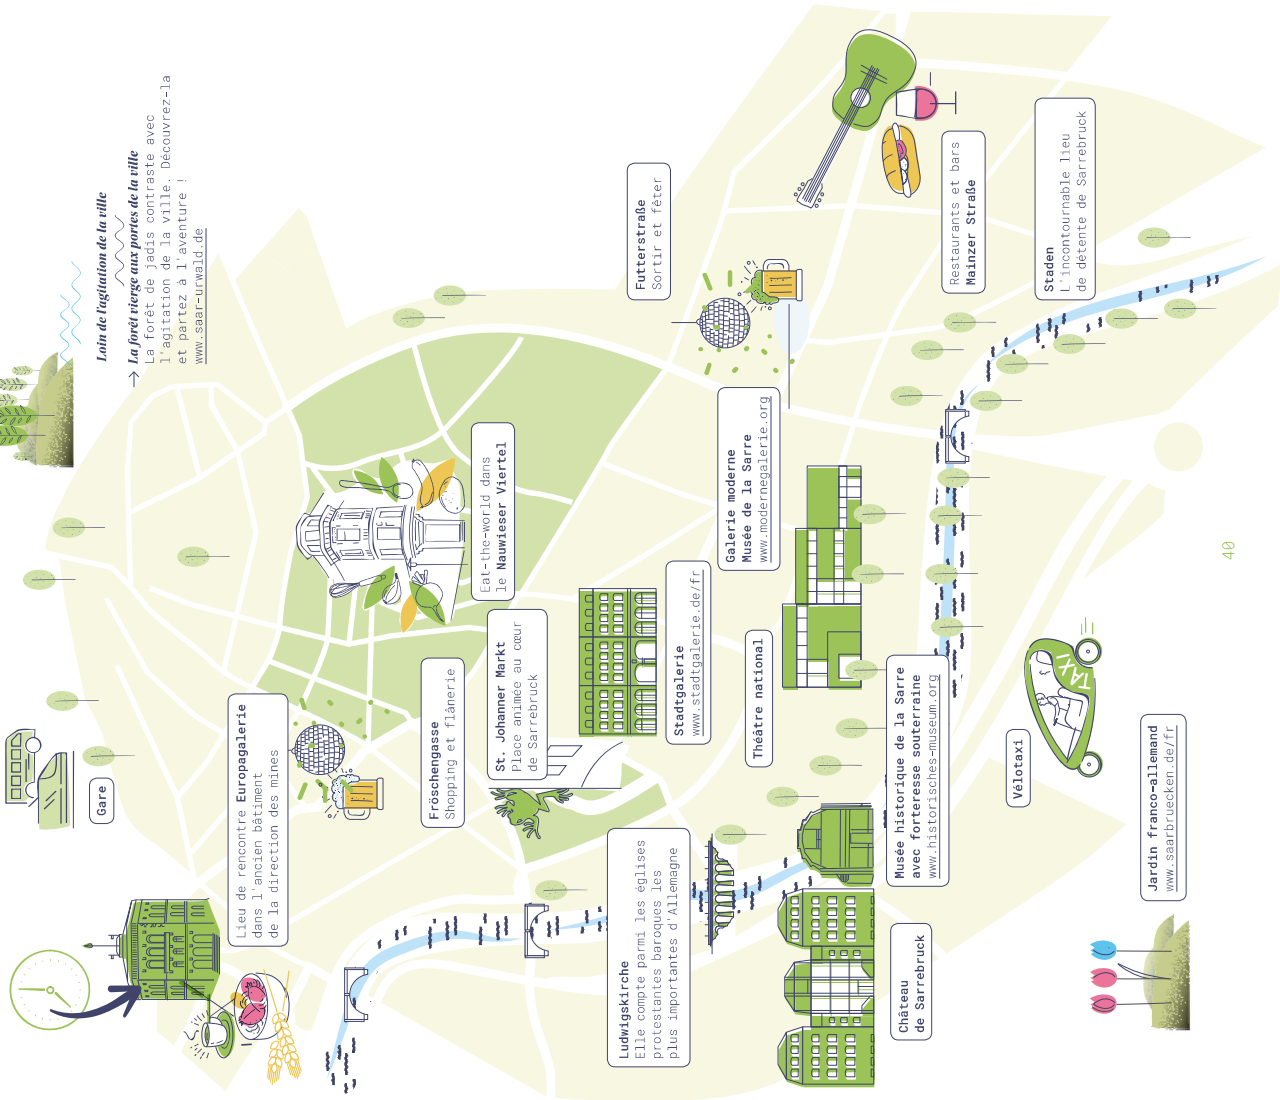 Loin de l'agitation de la ville
→ La forêt vierge aux portes de la ville
La forêt de jadis contraste avec
l'agitation de la ville. Découvrez-la
et partez à l'aventure !
www.saar-urwald.de
Gare
Lieu de rencontre Europagalerie
dans l'ancien bâtiment
de la direction des mines
Eat-the-world dans
le Nauwieser Viertel
Fröschengasse
Shopping et flânerie
St. Johanner Markt
Place animée au cœur
de Sarrebruck
Futterstraße
Sortir et fêter
Restaurants et bars
Mainzer Straße
Staden
L'incontournable lieu
de détente de Sarrebruck
Galerie moderne
Musée de la Sarre
www.modernegalerie.org
Stadtgalerie
www.stadtgalerie.de/fr
Théâtre national
Ludwigskirche
Elle compte parmi les églises
protestantes baroques les
plus importantes d'Allemagne
Musée historique de la Sarre
avec forteresse souterraine
www.historisches-museum.org
Château
de Sarrebruck
Vélotaxi
TAXI
Jardin franco-allemand
www.saarbruecken.de/fr
40